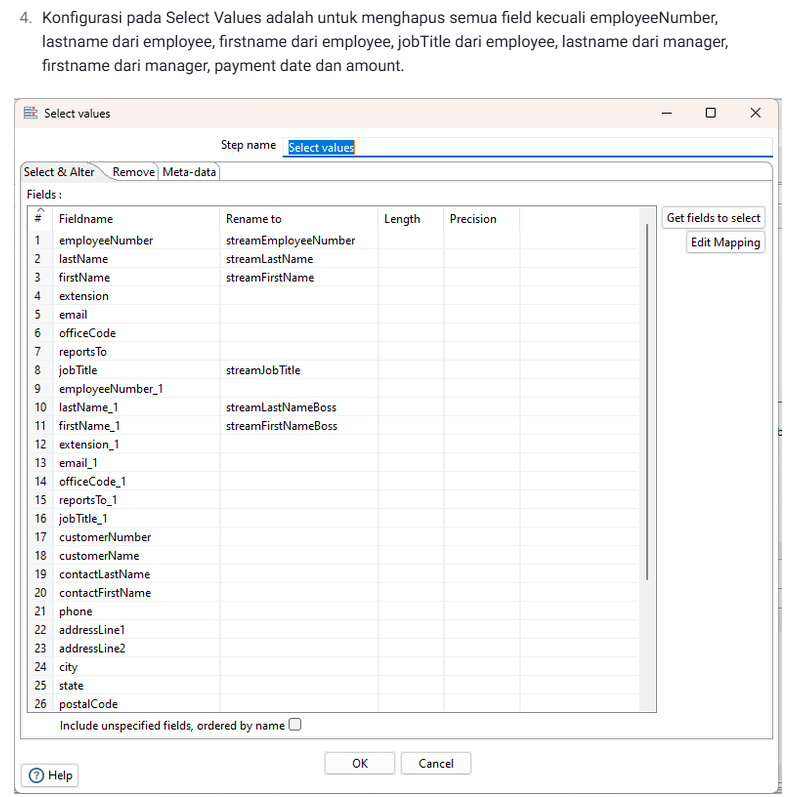 4. Konfigurasi pada Select Values adalah untuk menghapus semua field kecuali employeeNumber,
lastname dari employee, firstname dari employee, jobTitle dari employee, lastname dari manager,
firstname dari manager, payment date dan amount.
Select values
Step name Select values
Select & Alter Remove Meta-data
Fields :
# Fieldname Rename to Length Precision
Get fields to select
Edit Mapping
1 employeeNumber streamEmployeeNumber
2 lastName streamLastName
3 firstName streamFirstName
4 extension
5 email
6 officeCode
7 reportsTo
8 jobTitle streamJobTitle
9 employeeNumber_1
10 lastName_1 streamLastNameBoss
11 firstName_1 streamFirstNameBoss
12 extension_1
13 email_1
14 officeCode_1
15 reportsTo_1
16 jobTitle_1
17 customerNumber
18 customerName
19 contactLastName
20 contactFirstName
21 phone
22 addressLine1
23 addressLine2
24 city
25 state
26 postalCode
Include unspecified fields, ordered by name
Help OK Cancel